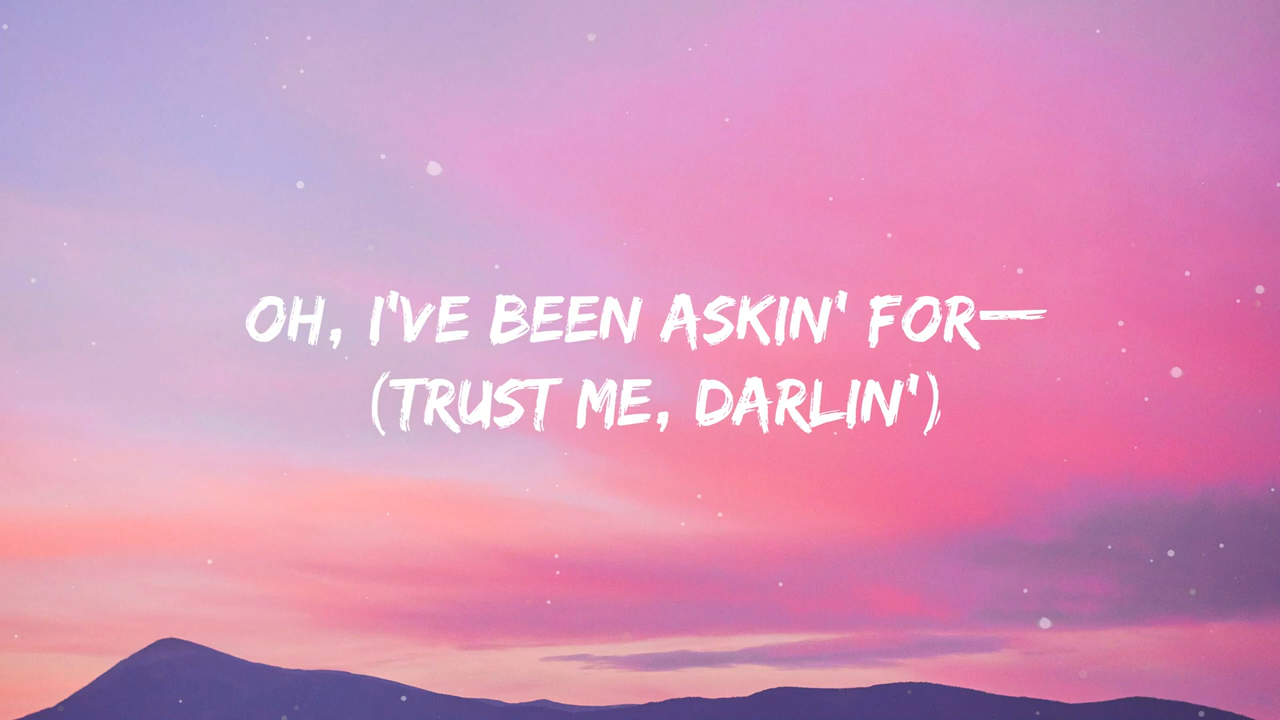 OH, I'VE BEEN ASKIN' FOR—
(TRUST ME, DARLIN')